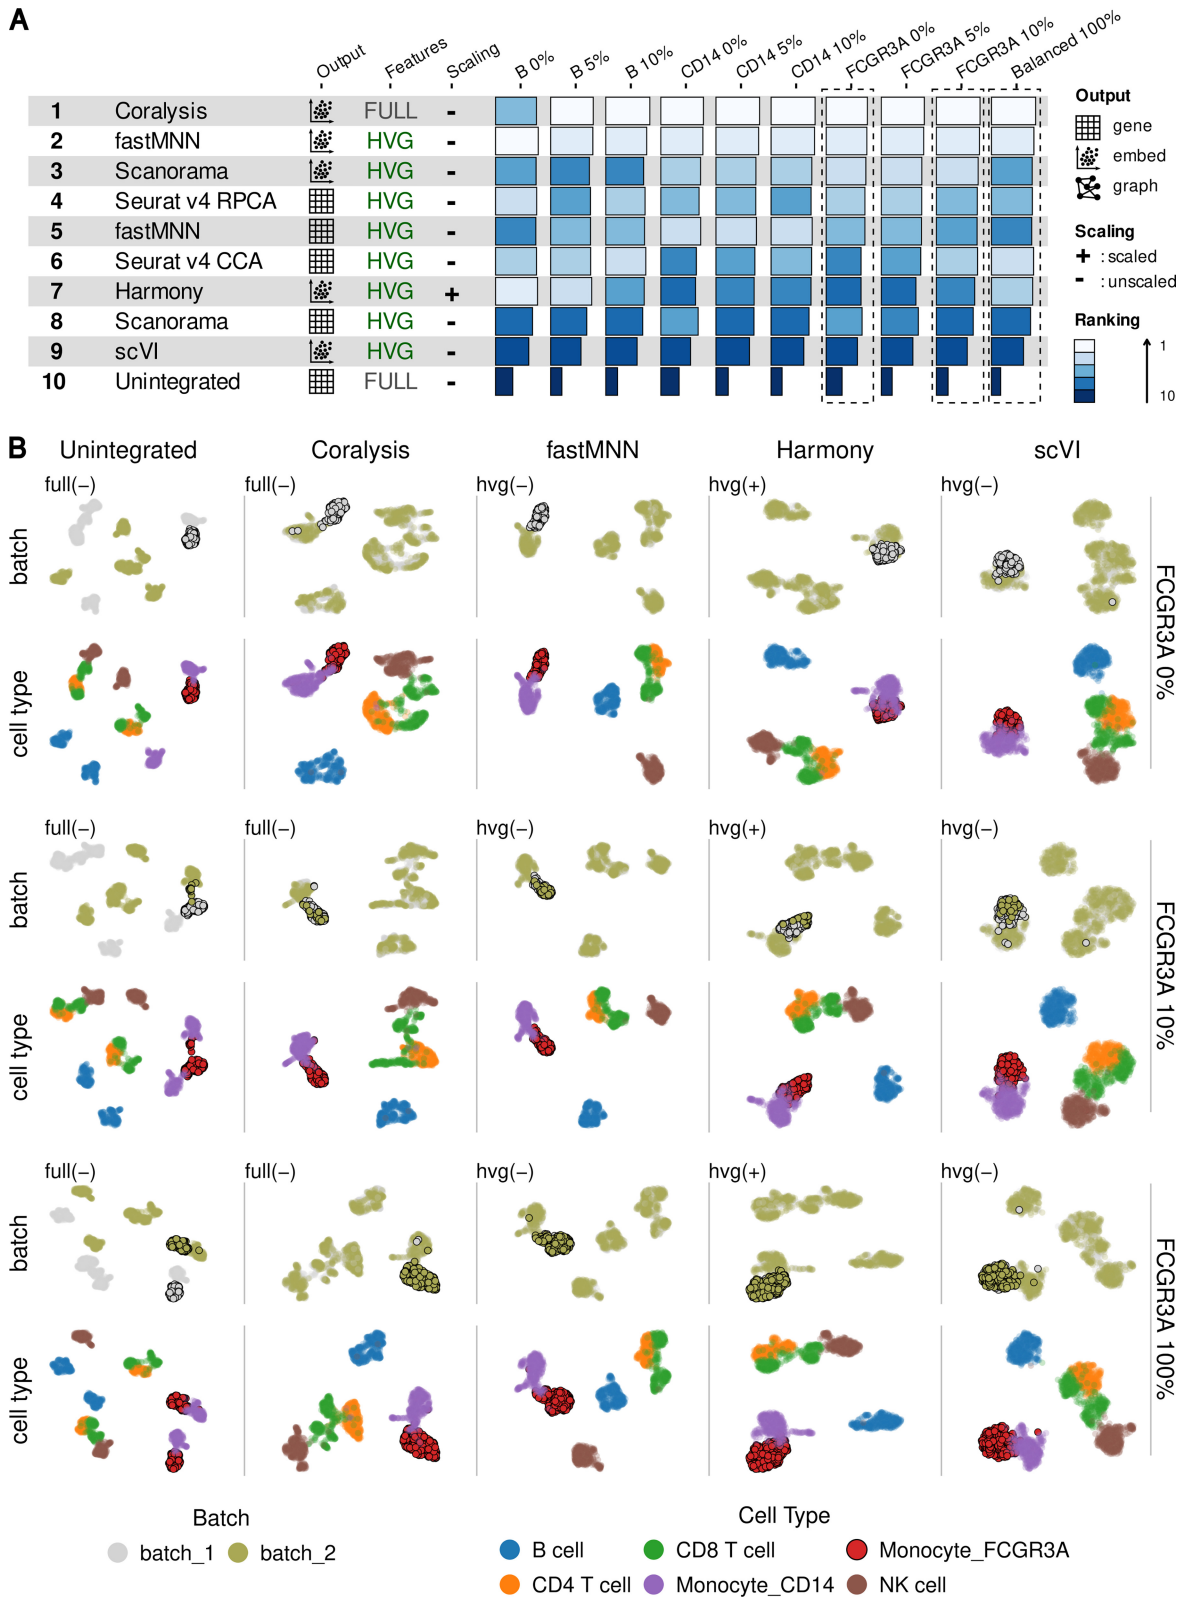 A
Output Features Scaling B 0% B 5% B 10% CD14 0% CD14 5% CD14 10% FCGR3A 0% FCGR3A 5% FCGR3A 10% Balanced 100%
1 Coralysis FULL -
2 fastMNN HVG -
3 Scanorama HVG -
4 Seurat v4 RPCA HVG -
5 fastMNN HVG -
6 Seurat v4 CCA HVG -
7 Harmony HVG +
8 Scanorama HVG -
9 scVI HVG -
10 Unintegrated FULL -
Output
gene
embed
graph
Scaling
+ : scaled
- : unscaled
Ranking
1
10
B
Unintegrated Coralysis fastMNN Harmony scVI
full(−) full(−) hvg(−) hvg(+) hvg(−)
batch
cell type
FCGR3A 0%
full(−) full(−) hvg(−) hvg(+) hvg(−)
batch
cell type
FCGR3A 10%
full(−) full(−) hvg(−) hvg(+) hvg(−)
batch
cell type
FCGR3A 100%
Batch
batch_1 batch_2
Cell Type
B cell CD8 T cell Monocyte_FCGR3A
CD4 T cell Monocyte_CD14 NK cell